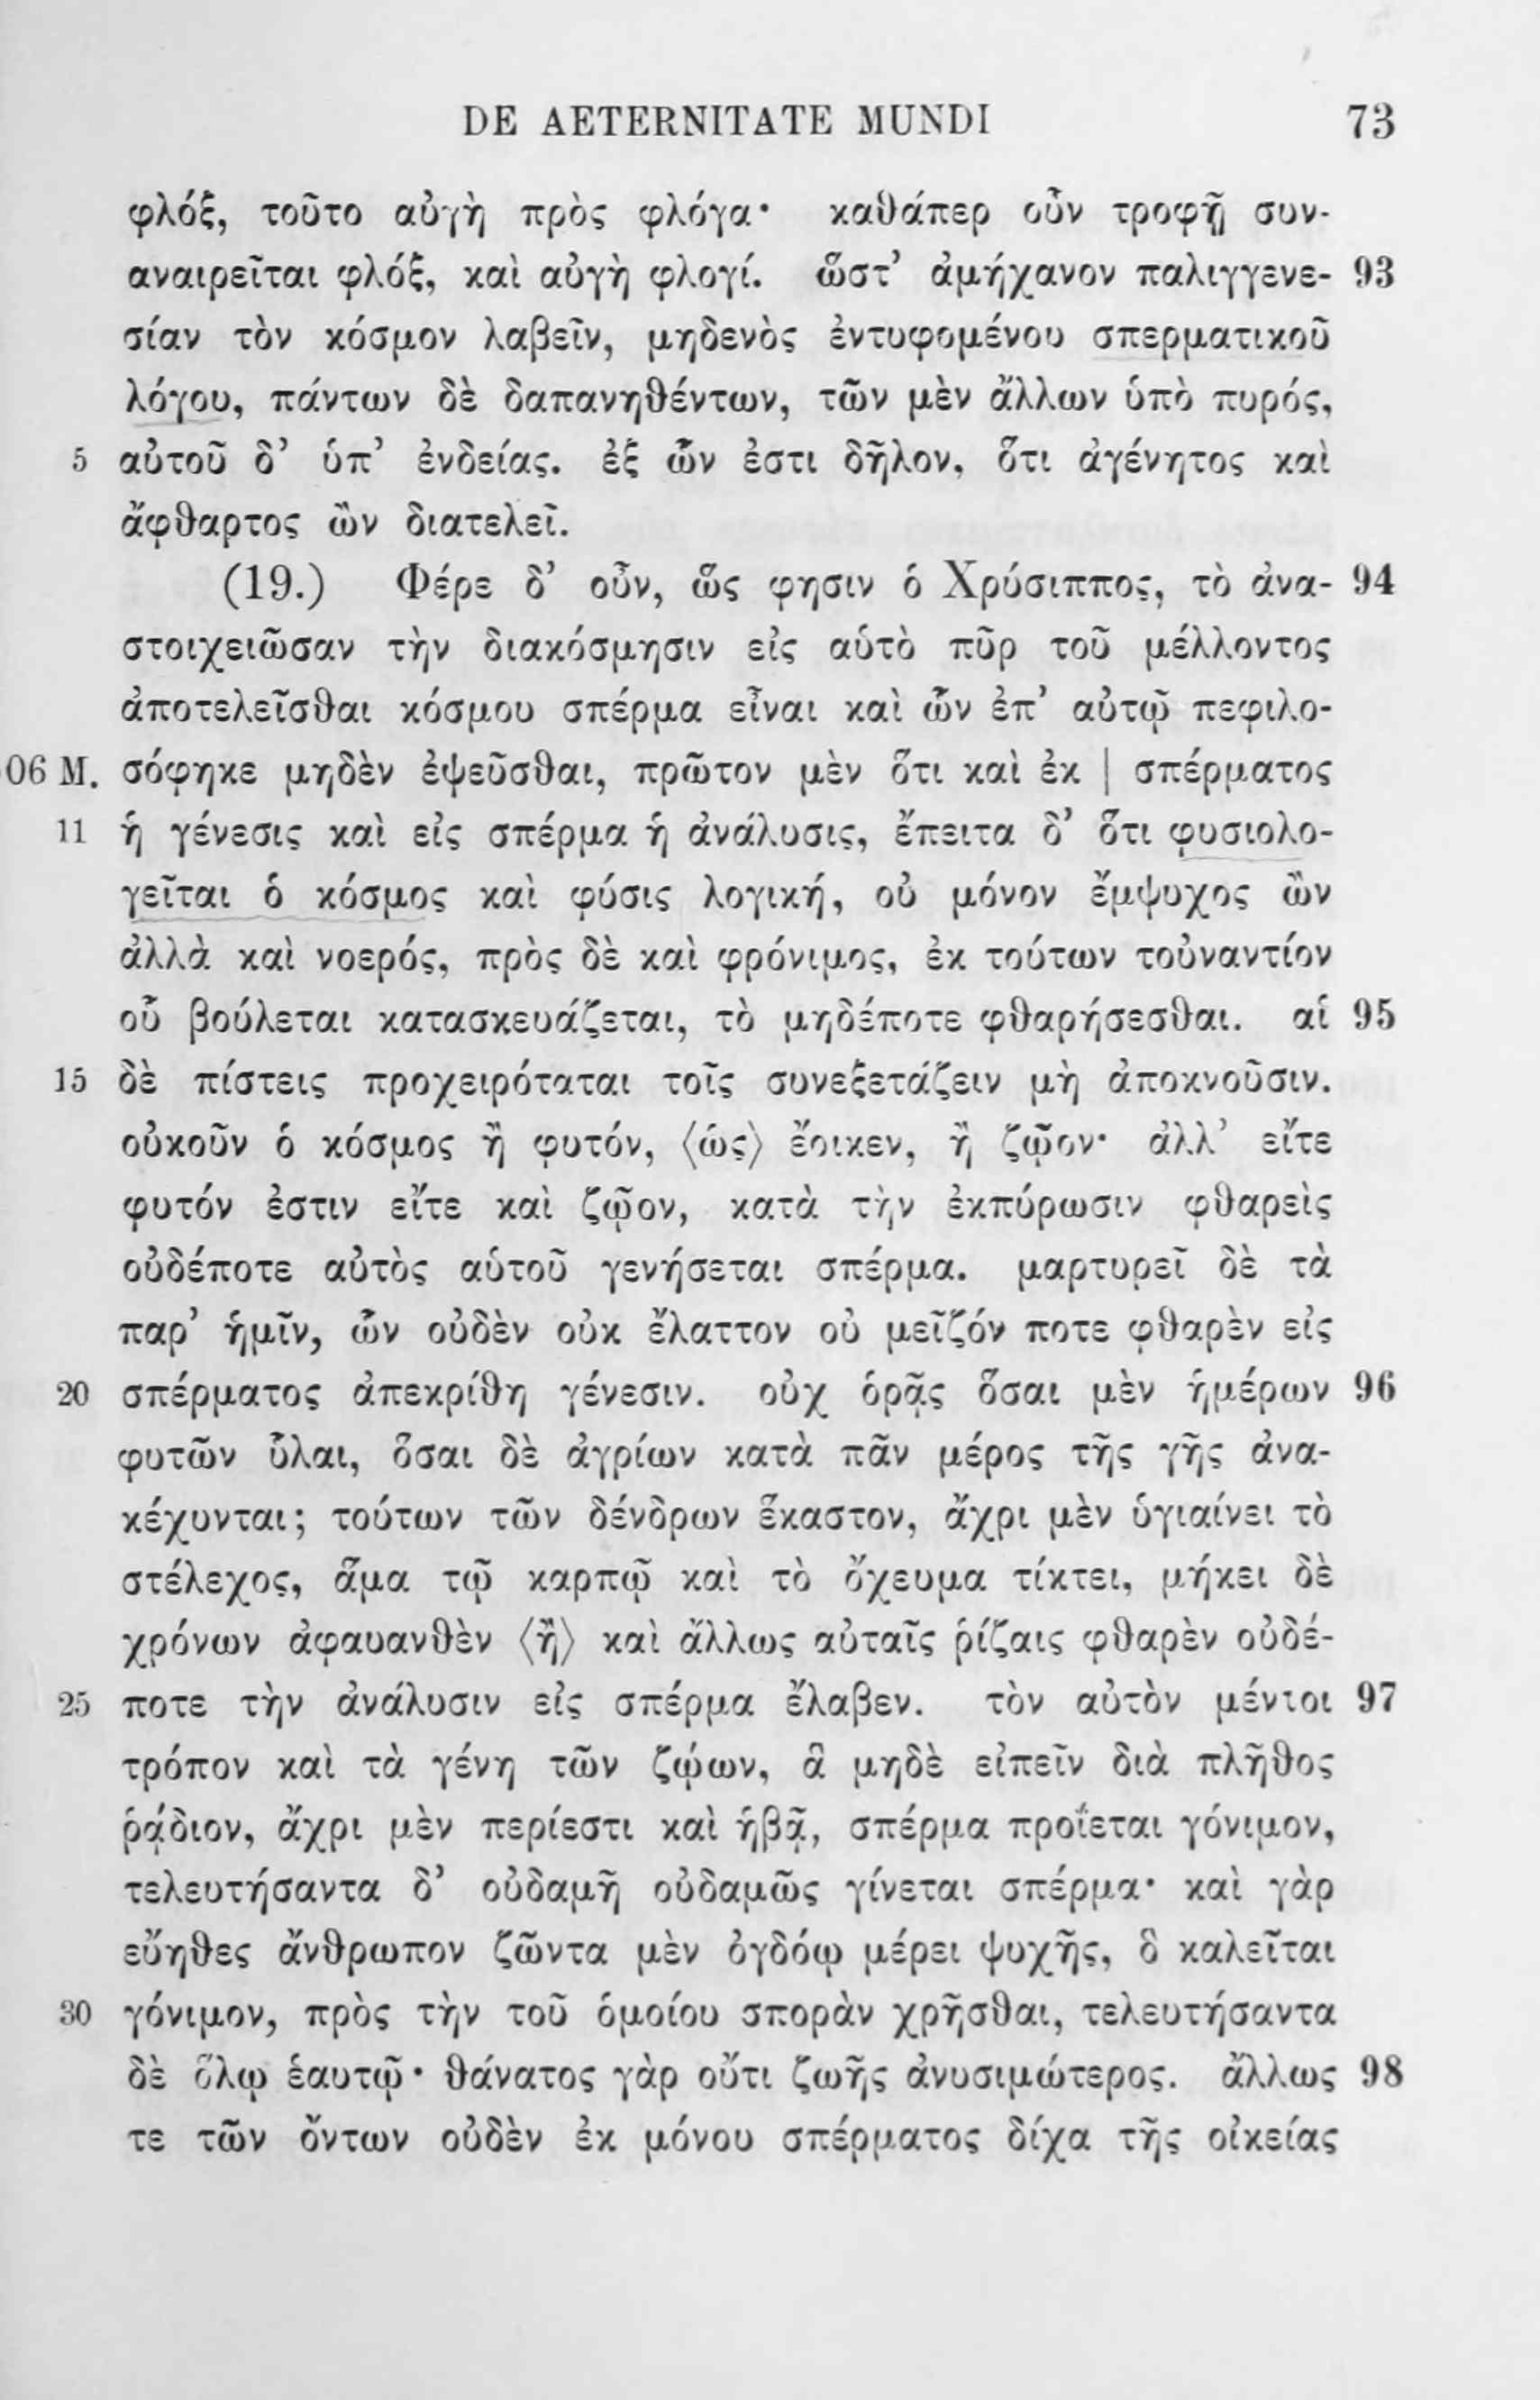 DE AETERNITATE MUNDI 73
φλόξ, τοῦτο αὐγὴ πρὸς φλόγα· καθάπερ οὖν τροφῇ συν-
αναιρεῖται φλόξ, καὶ αὐγὴ φλογί. ὥστ’ ἀμήχανον παλιγγενε- 93
σίαν τὸν κόσμον λαβεῖν, μηδενὸς ἐντυφομένου σπερματικοῦ
λόγου, πάντων δὲ δαπανηθέντων, τῶν μὲν ἄλλων ὑπὸ πυρός,
5 αὐτοῦ δ’ ὑπ’ ἐνδείας. ἐξ ὧν ἐστι δῆλον, ὅτι ἀγένητος καὶ
ἄφθαρτος ὢν διατελεῖ.
(19.) Φέρε δ’ οὖν, ὥς φησιν ὁ Χρύσιππος, τὸ ἀνα- 94
στοιχειῶσαν τὴν διακόσμησιν εἰς αὑτὸ πῦρ τοῦ μέλλοντος
ἀποτελεῖσθαι κόσμου σπέρμα εἶναι καὶ ὧν ἐπ’ αὐτῷ πεφιλο-
06 M. σόφηκε μηδὲν ἐψεῦσθαι, πρῶτον μὲν ὅτι καὶ ἐκ | σπέρματος
11 ἡ γένεσις καὶ εἰς σπέρμα ἡ ἀνάλυσις, ἔπειτα δ’ ὅτι φυσιολο-
γεῖται ὁ κόσμος καὶ φύσις λογική, οὐ μόνον ἔμψυχος ὢν
ἀλλὰ καὶ νοερός, πρὸς δὲ καὶ φρόνιμος, ἐκ τούτων τοὐναντίον
οὗ βούλεται κατασκευάζεται, τὸ μηδέποτε φθαρήσεσθαι. αἱ 95
15 δὲ πίστεις προχειρόταται τοῖς συνεξετάζειν μὴ ἀποκνοῦσιν.
οὐκοῦν ὁ κόσμος ἢ φυτόν, ⟨ὡς⟩ ἔοικεν, ἢ ζῷον· ἀλλ’ εἴτε
φυτόν ἐστιν εἴτε καὶ ζῷον, κατὰ τὴν ἐκπύρωσιν φθαρεὶς
οὐδέποτε αὐτὸς αὑτοῦ γενήσεται σπέρμα. μαρτυρεῖ δὲ τὰ
παρ’ ἡμῖν, ὧν οὐδὲν οὐκ ἔλαττον οὐ μεῖζόν ποτε φθαρὲν εἰς
20 σπέρματος ἀπεκρίθη γένεσιν. οὐχ ὁρᾷς ὅσαι μὲν ἡμέρων 96
φυτῶν ὗλαι, ὅσαι δὲ ἀγρίων κατὰ πᾶν μέρος τῆς γῆς ἀνα-
κέχυνται; τούτων τῶν δένδρων ἕκαστον, ἄχρι μὲν ὑγιαίνει τὸ
στέλεχος, ἅμα τῷ καρπῷ καὶ τὸ ὄχευμα τίκτει, μήκει δὲ
χρόνων ἀφαυανθὲν ⟨ἢ⟩ καὶ ἄλλως αὐταῖς ῥίζαις φθαρὲν οὐδέ-
25 ποτε τὴν ἀνάλυσιν εἰς σπέρμα ἔλαβεν. τὸν αὐτὸν μέντοι 97
τρόπον καὶ τὰ γένη τῶν ζῴων, ἃ μηδὲ εἰπεῖν διὰ πλῆθος
ῥᾴδιον, ἄχρι μὲν περίεστι καὶ ἡβᾷ, σπέρμα προΐεται γόνιμον,
τελευτήσαντα δ’ οὐδαμῆ οὐδαμῶς γίνεται σπέρμα· καὶ γὰρ
εὔηθες ἄνθρωπον ζῶντα μὲν ὀγδόῳ μέρει ψυχῆς, ὃ καλεῖται
30 γόνιμον, πρὸς τὴν τοῦ ὁμοίου σπορὰν χρῆσθαι, τελευτήσαντα
δὲ ὅλῳ ἑαυτῷ· θάνατος γὰρ οὔτι ζωῆς ἀνυσιμώτερος. ἄλλως 98
τε τῶν ὄντων οὐδὲν ἐκ μόνου σπέρματος δίχα τῆς οἰκείας